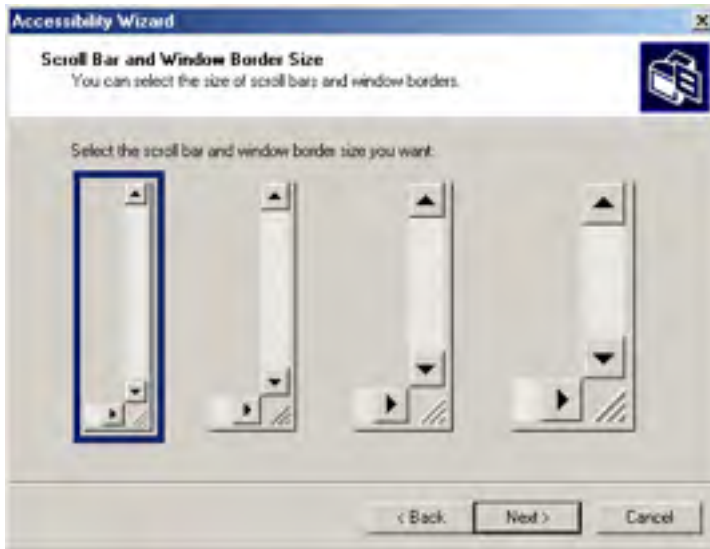 Accessibility Wizard
Scroll Bar and Window Border Size
You can select the size of scroll bars and window borders.
Select the scroll bar and window border size you want:
< Back
Next >
Cancel